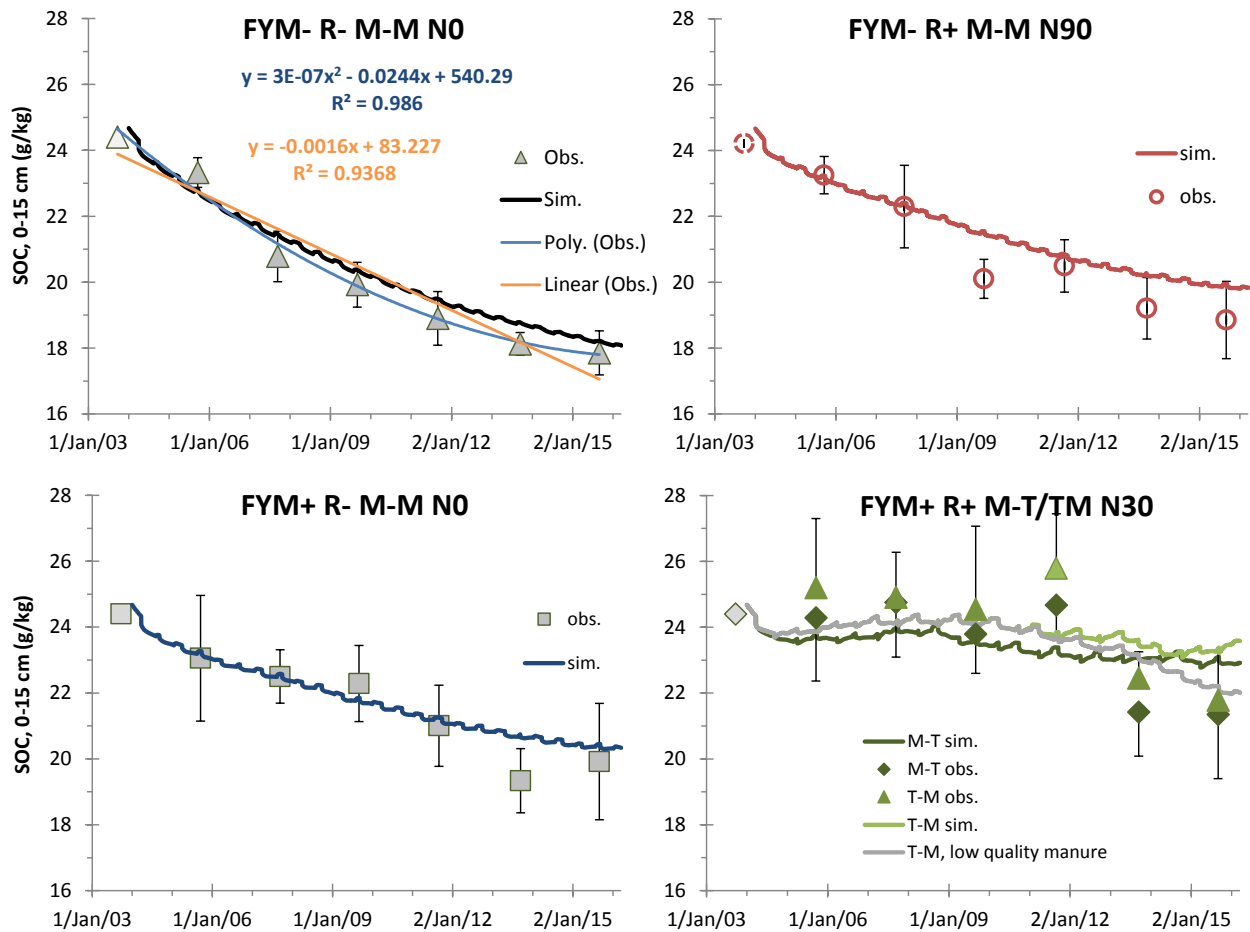 FYM- R- M-M N0
y = 3E-07x² - 0.0244x + 540.29
R² = 0.986
y = -0.0016x + 83.227
R² = 0.9368
Obs.
Sim.
Poly. (Obs.)
Linear (Obs.)
SOC, 0-15 cm (g/kg)
28
26
24
22
20
18
16
1/Jan/03
1/Jan/06
1/Jan/09
2/Jan/12
2/Jan/15
FYM- R+ M-M N90
sim.
obs.
28
26
24
22
20
18
16
1/Jan/03
1/Jan/06
1/Jan/09
2/Jan/12
2/Jan/15
FYM+ R- M-M N0
obs.
sim.
SOC, 0-15 cm (g/kg)
28
26
24
22
20
18
16
1/Jan/03
1/Jan/06
1/Jan/09
2/Jan/12
2/Jan/15
FYM+ R+ M-T/TM N30
M-T sim.
M-T obs.
T-M obs.
T-M sim.
T-M, low quality manure
28
26
24
22
20
18
16
1/Jan/03
1/Jan/06
1/Jan/09
2/Jan/12
2/Jan/15